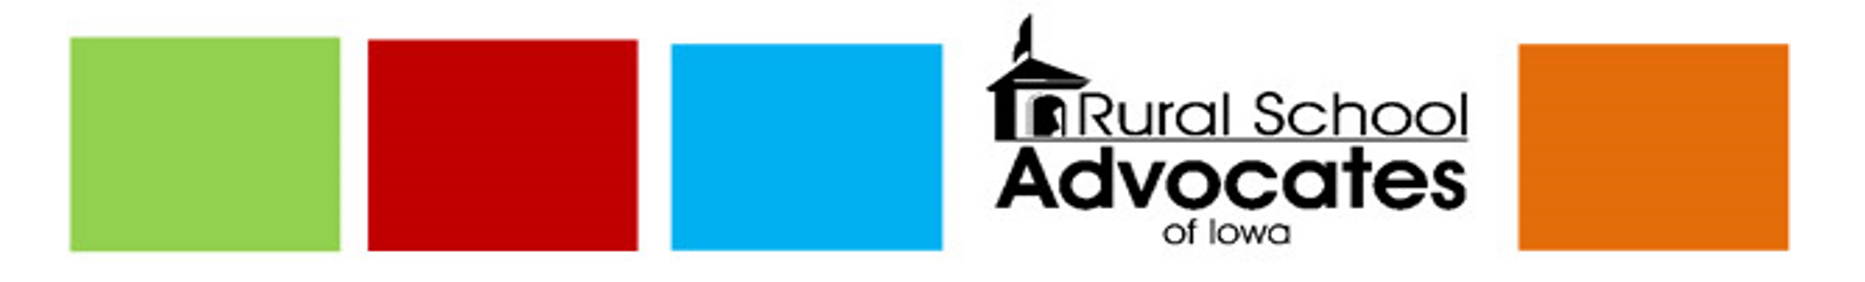 Rural School
Advocates
of Iowa